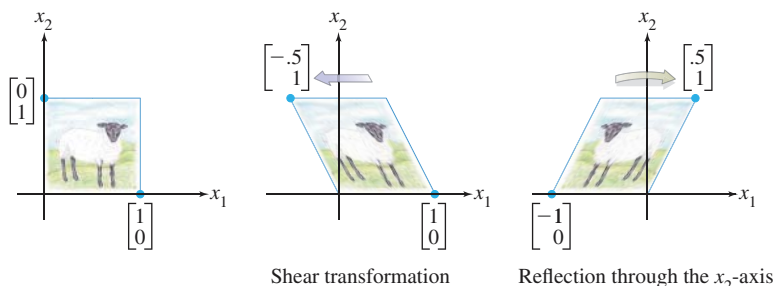 x₂
[0
1]
[1
0]
x₁
x₂
[−.5
1]
[1
0]
x₁
Shear transformation
x₂
[.5
1]
[−1
0]
x₁
Reflection through the x₂-axis